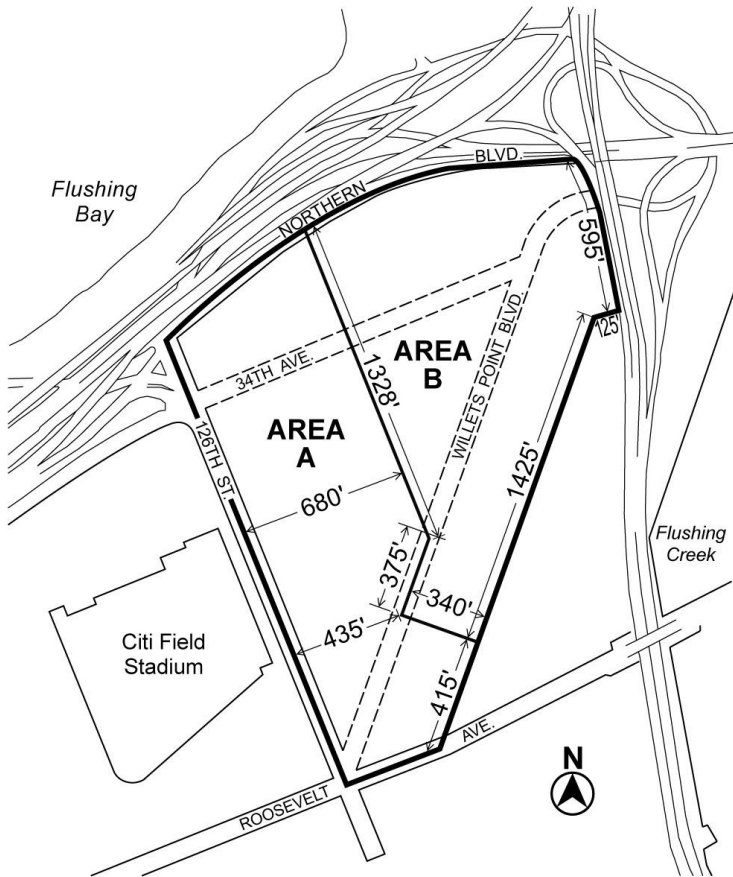 BLVD.
NORTHERN
Flushing
Bay
595'
125'
34TH AVE.
1328'
AREA
B
WILLETS POINT BLVD.
AREA
A
126TH ST.
680'
1425'
375'
340'
435'
415'
Flushing
Creek
Citi Field
Stadium
AVE.
ROOSEVELT
N